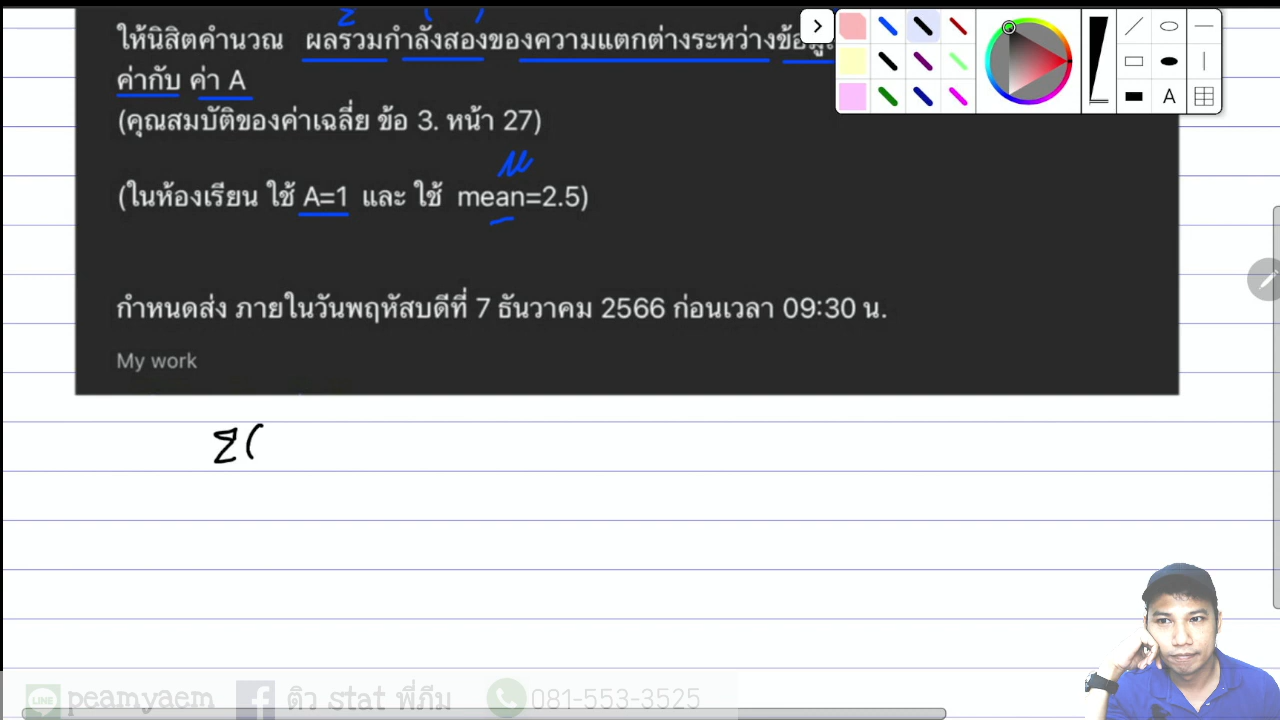 Σ ( )
ให้นิสิตคำนวณ ผลรวมกำลังสองของความแตกต่างระหว่างข้อมูล
ค่ากับ ค่า A
(คุณสมบัติของค่าเฉลี่ย ข้อ 3. หน้า 27)
μ
(ในห้องเรียน ใช้ A=1 และ ใช้ mean=2.5)
กำหนดส่ง ภายในวันพฤหัสบดีที่ 7 ธันวาคม 2566 ก่อนเวลา 09:30 น.
My work
Σ(
LINE peamyaem f ติว stat พี่ภีม 081-553-3525
A